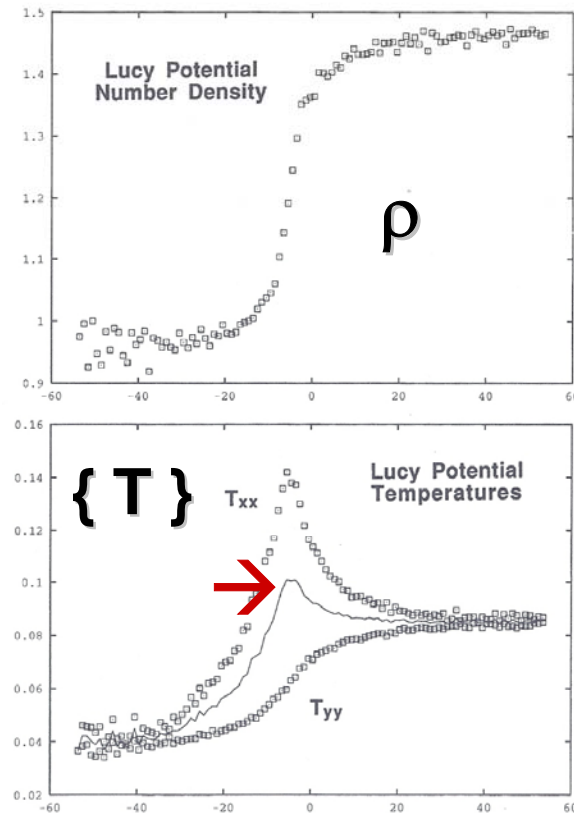 1.5
Lucy Potential
Number Density
1.4
1.3
ρ
1.2
1.1
1
0.9
-60 -40 -20 0 20 40 60
0.16
{ T }
Lucy Potential
Temperatures
0.14
Txx
0.12
0.1
0.08
0.06
Tyy
0.04
0.02
-60 -40 -20 0 20 40 60